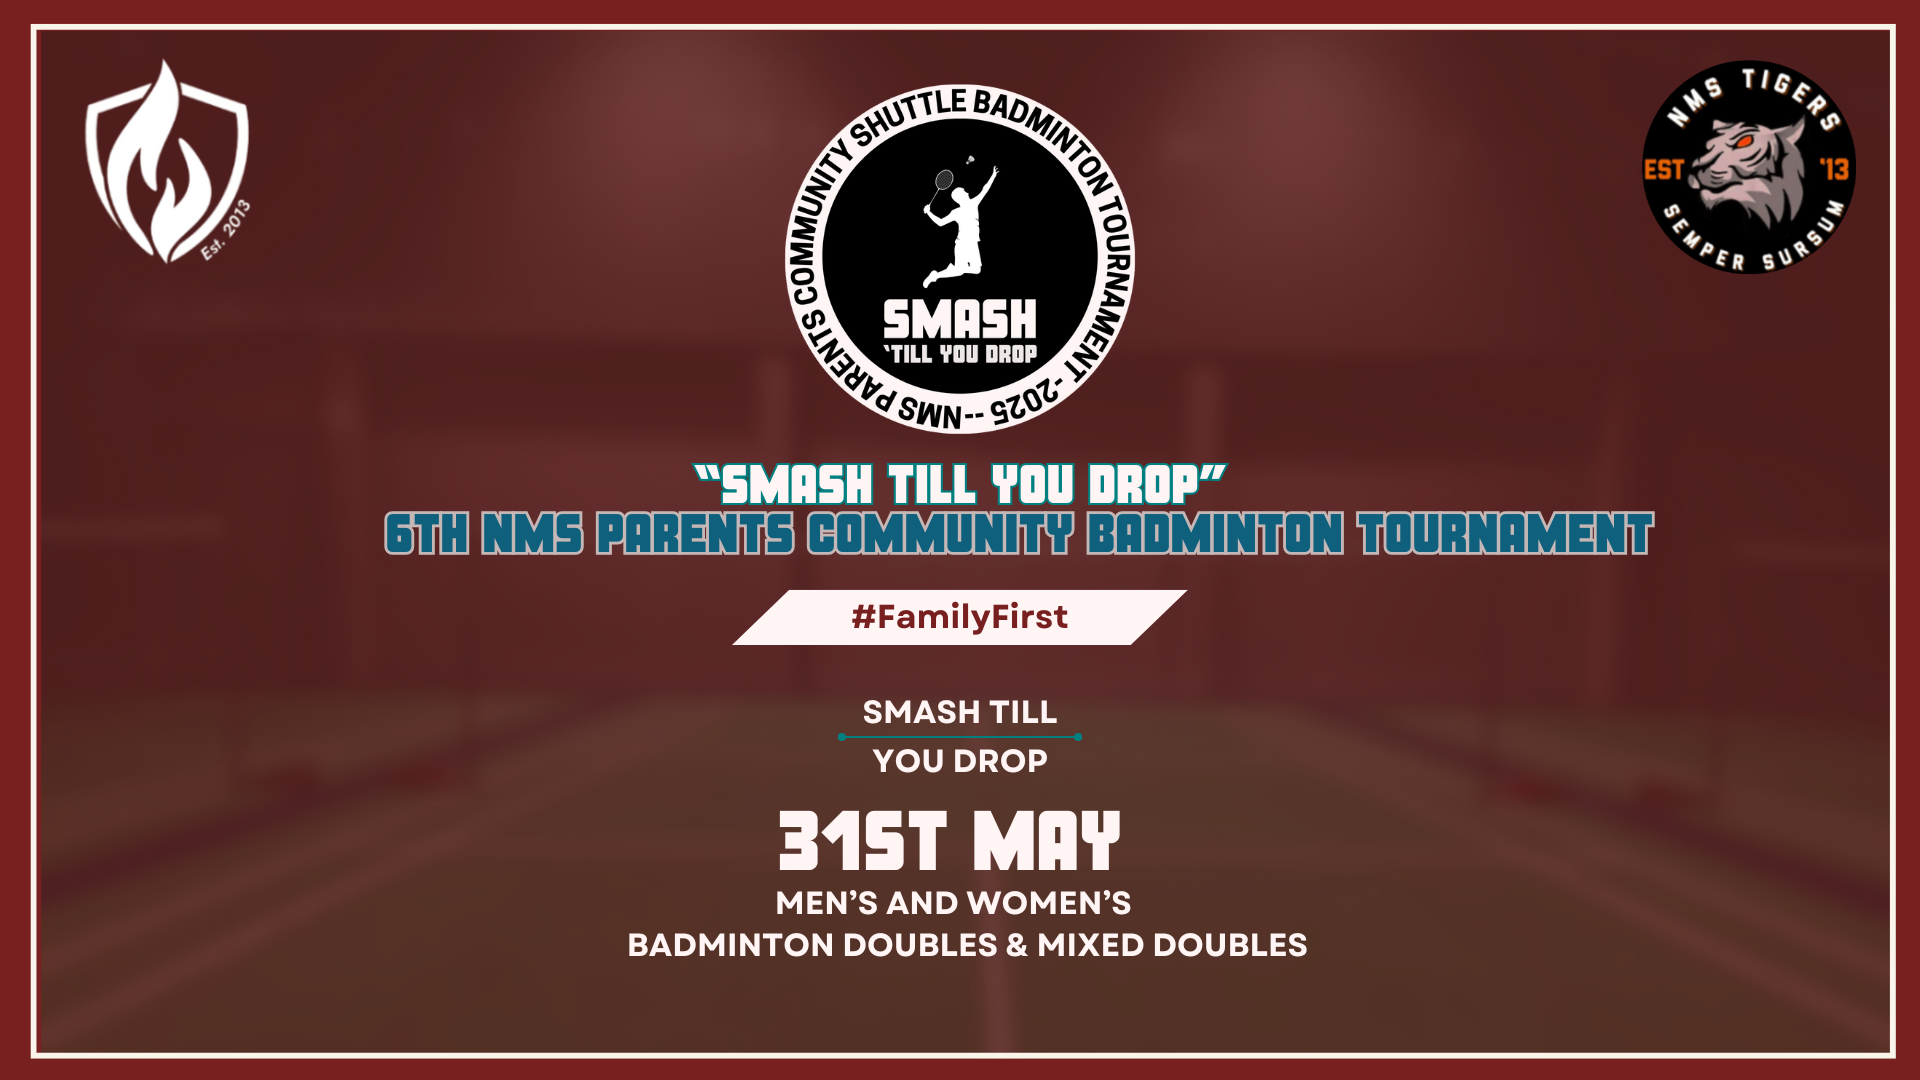 Est. 2013
NMS PARENTS COMMUNITY SHUTTLE BADMINTON TOURNAMENT - 2025 --
SMASH
'TILL YOU DROP
NMS TIGERS
EST '13
SEMPER SURSUM
“SMASH TILL YOU DROP”
6TH NMS PARENTS COMMUNITY BADMINTON TOURNAMENT
#FamilyFirst
SMASH TILL
YOU DROP
31ST MAY
MEN’S AND WOMEN’S
BADMINTON DOUBLES & MIXED DOUBLES